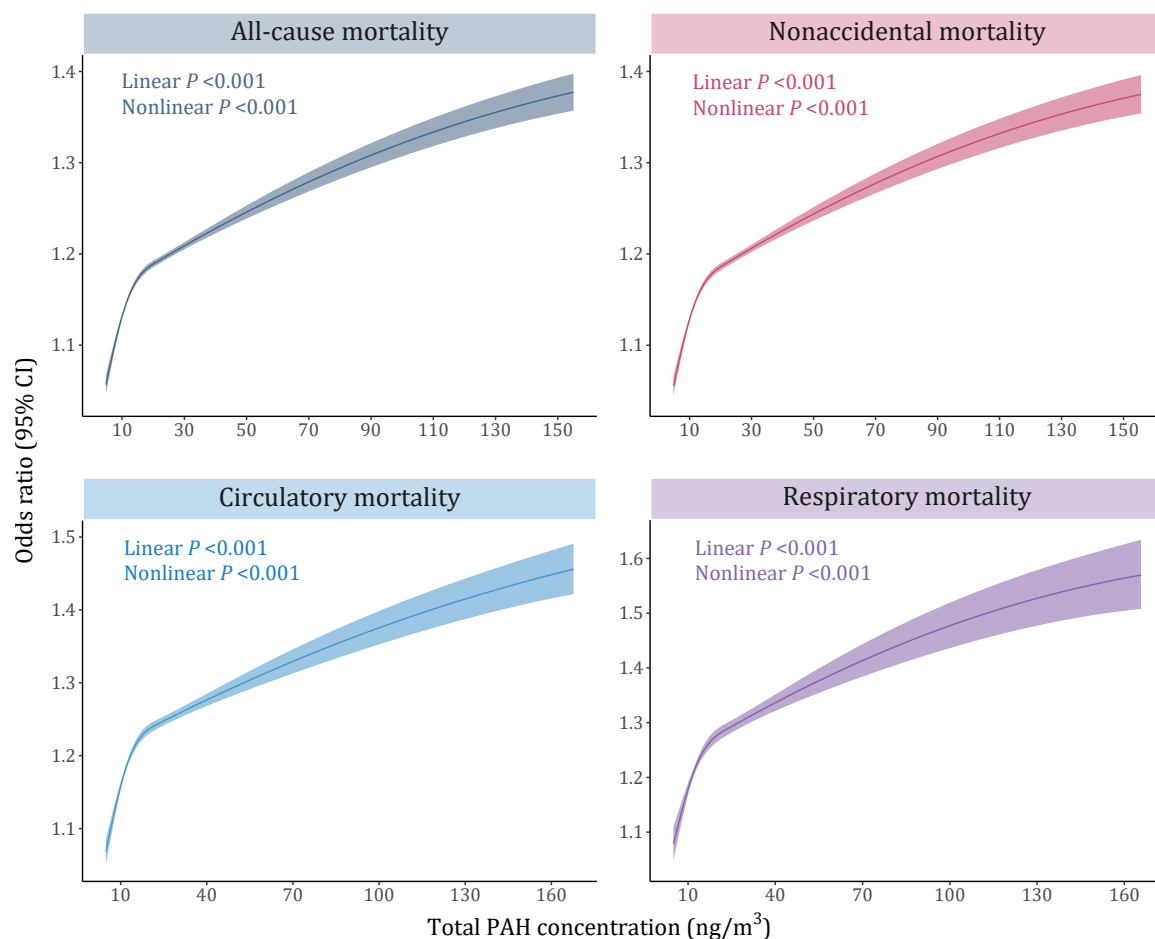 All-cause mortality
Linear P <0.001
Nonlinear P <0.001
1.4
1.3
1.2
1.1
10 30 50 70 90 110 130 150
Nonaccidental mortality
Linear P <0.001
Nonlinear P <0.001
1.4
1.3
1.2
1.1
10 30 50 70 90 110 130 150
Odds ratio (95% CI)
Circulatory mortality
Linear P <0.001
Nonlinear P <0.001
1.5
1.4
1.3
1.2
1.1
10 40 70 100 130 160
Respiratory mortality
Linear P <0.001
Nonlinear P <0.001
1.6
1.5
1.4
1.3
1.2
1.1
10 40 70 100 130 160
Total PAH concentration (ng/m³)